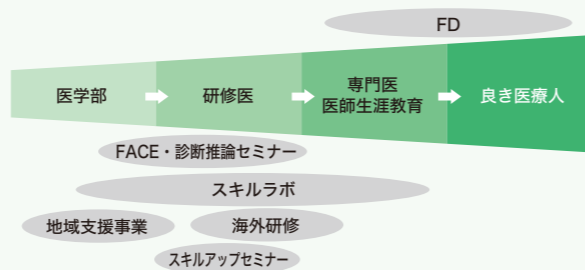 FD
医学部
研修医
専門医
医師生涯教育
良き医療人
FACE・診断推論セミナー
スキルラボ
地域支援事業
海外研修
スキルアップセミナー